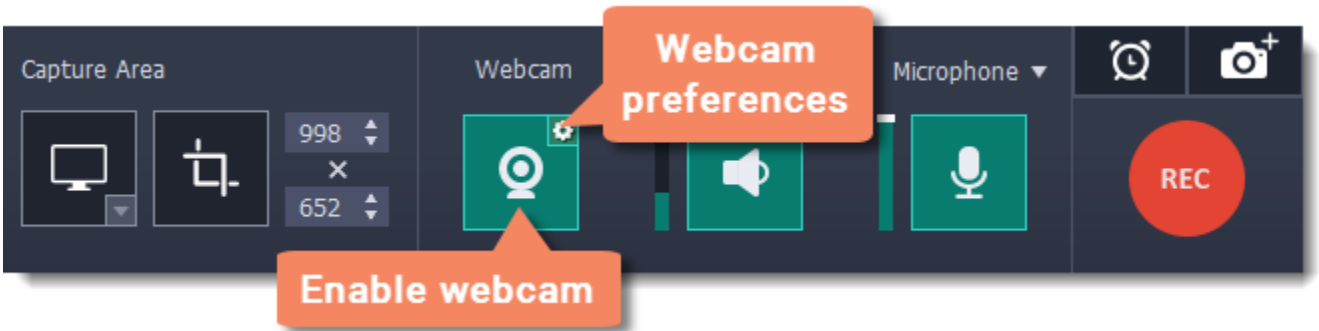 Capture Area
998
×
652
Webcam
Webcam
preferences
Enable webcam
Microphone
REC